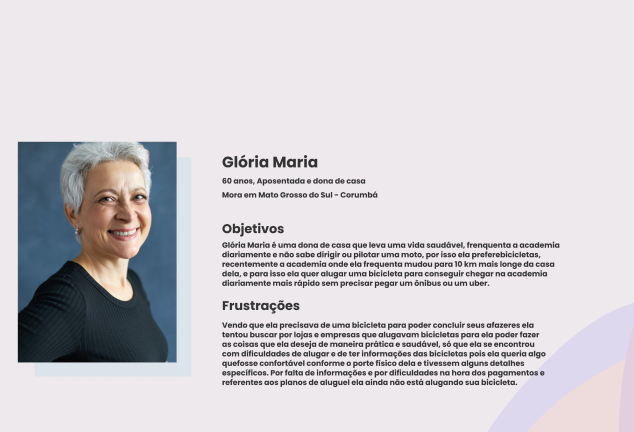 Glória Maria
60 anos, Aposentada e dona de casa
Mora em Mato Grosso do Sul - Corumbá
Objetivos
Glória Maria é uma dona de casa que leva uma vida saudável, frenquenta a academia
diariamente e não sabe dirigir ou pilotar uma moto, por isso ela preferebicicletas,
recentemente a academia onde ela frequenta mudou para 10 km mais longe da casa
dela, e para isso ela quer alugar uma bicicleta para conseguir chegar na academia
diariamente mais rápido sem precisar pegar um ônibus ou um uber.
Frustrações
Vendo que ela precisava de uma bicicleta para poder concluir seus afazeres ela
tentou buscar por lojas e empresas que alugavam bicicletas para ela poder fazer
as coisas que ela deseja de maneira prática e saudável, só que ela se encontrou
com dificuldades de alugar e de ter informações das bicicletas pois ela queria algo
quefosse confortável conforme o porte físico dela e tivessem alguns detalhes
específicos. Por falta de informações e por dificuldades na hora dos pagamentos e
referentes aos planos de aluguel ela ainda não está alugando sua bicicleta.